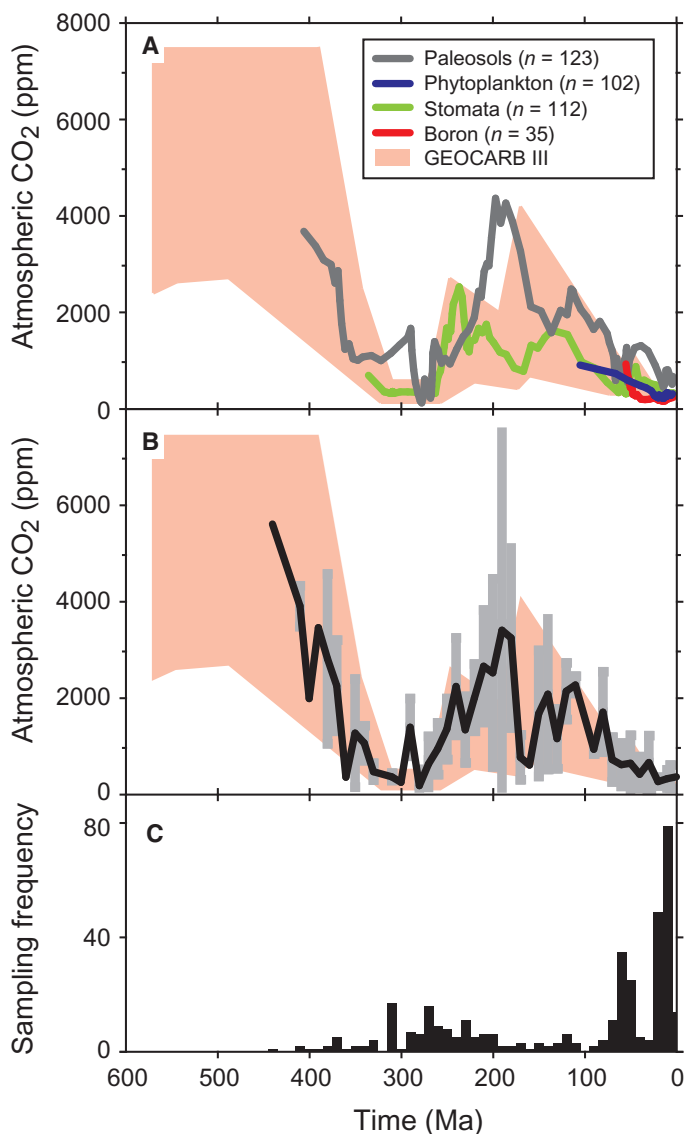 A
Atmospheric CO₂ (ppm)
8000
6000
4000
2000
0
Paleosols (n = 123)
Phytoplankton (n = 102)
Stomata (n = 112)
Boron (n = 35)
GEOCARB III
B
Atmospheric CO₂ (ppm)
6000
4000
2000
0
C
Sampling frequency
80
40
0
600 500 400 300 200 100 0
Time (Ma)